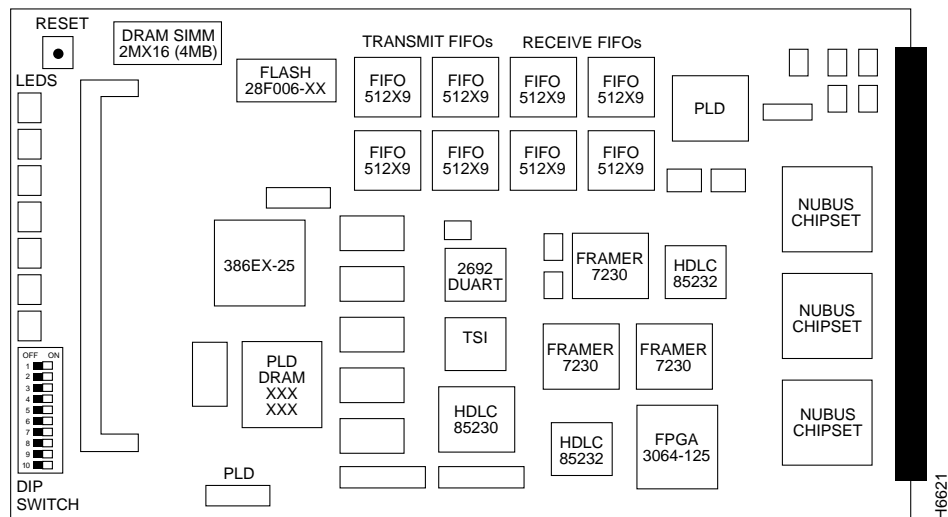 RESET
DRAM SIMM
2MX16 (4MB)
TRANSMIT FIFOs
RECEIVE FIFOs
LEDS
FLASH
28F006-XX
FIFO
512X9
FIFO
512X9
FIFO
512X9
FIFO
512X9
PLD
FIFO
512X9
FIFO
512X9
FIFO
512X9
FIFO
512X9
NUBUS
CHIPSET
386EX-25
2692
DUART
FRAMER
7230
HDLC
85232
NUBUS
CHIPSET
TSI
FRAMER
7230
FRAMER
7230
OFF ON
1
2
3
4
5
6
7
8
9
10
PLD
DRAM
XXX
XXX
HDLC
85230
HDLC
85232
FPGA
3064-125
NUBUS
CHIPSET
PLD
DIP
SWITCH
H6621